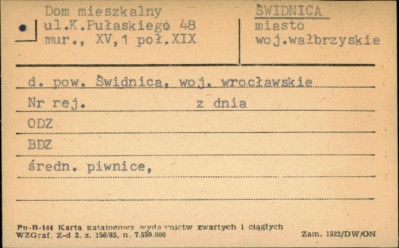 Dom mieszkalny
ul.K.Pułaskiego 48
mur., XV,1 poł.XIX
ŚWIDNICA
miasto
woj.wałbrzyskie
d. pow. Świdnica, woj. wrocławskie
Nr rej. z dnia
ODZ
BDZ
średn. piwnice,
Pu-B-144 Karta katalogowa wydawnictw zwartych i ciągłych
WZGraf. Z-d 2. z. 156/85, n. 7.550.000 Zam. 1522/DW/ON